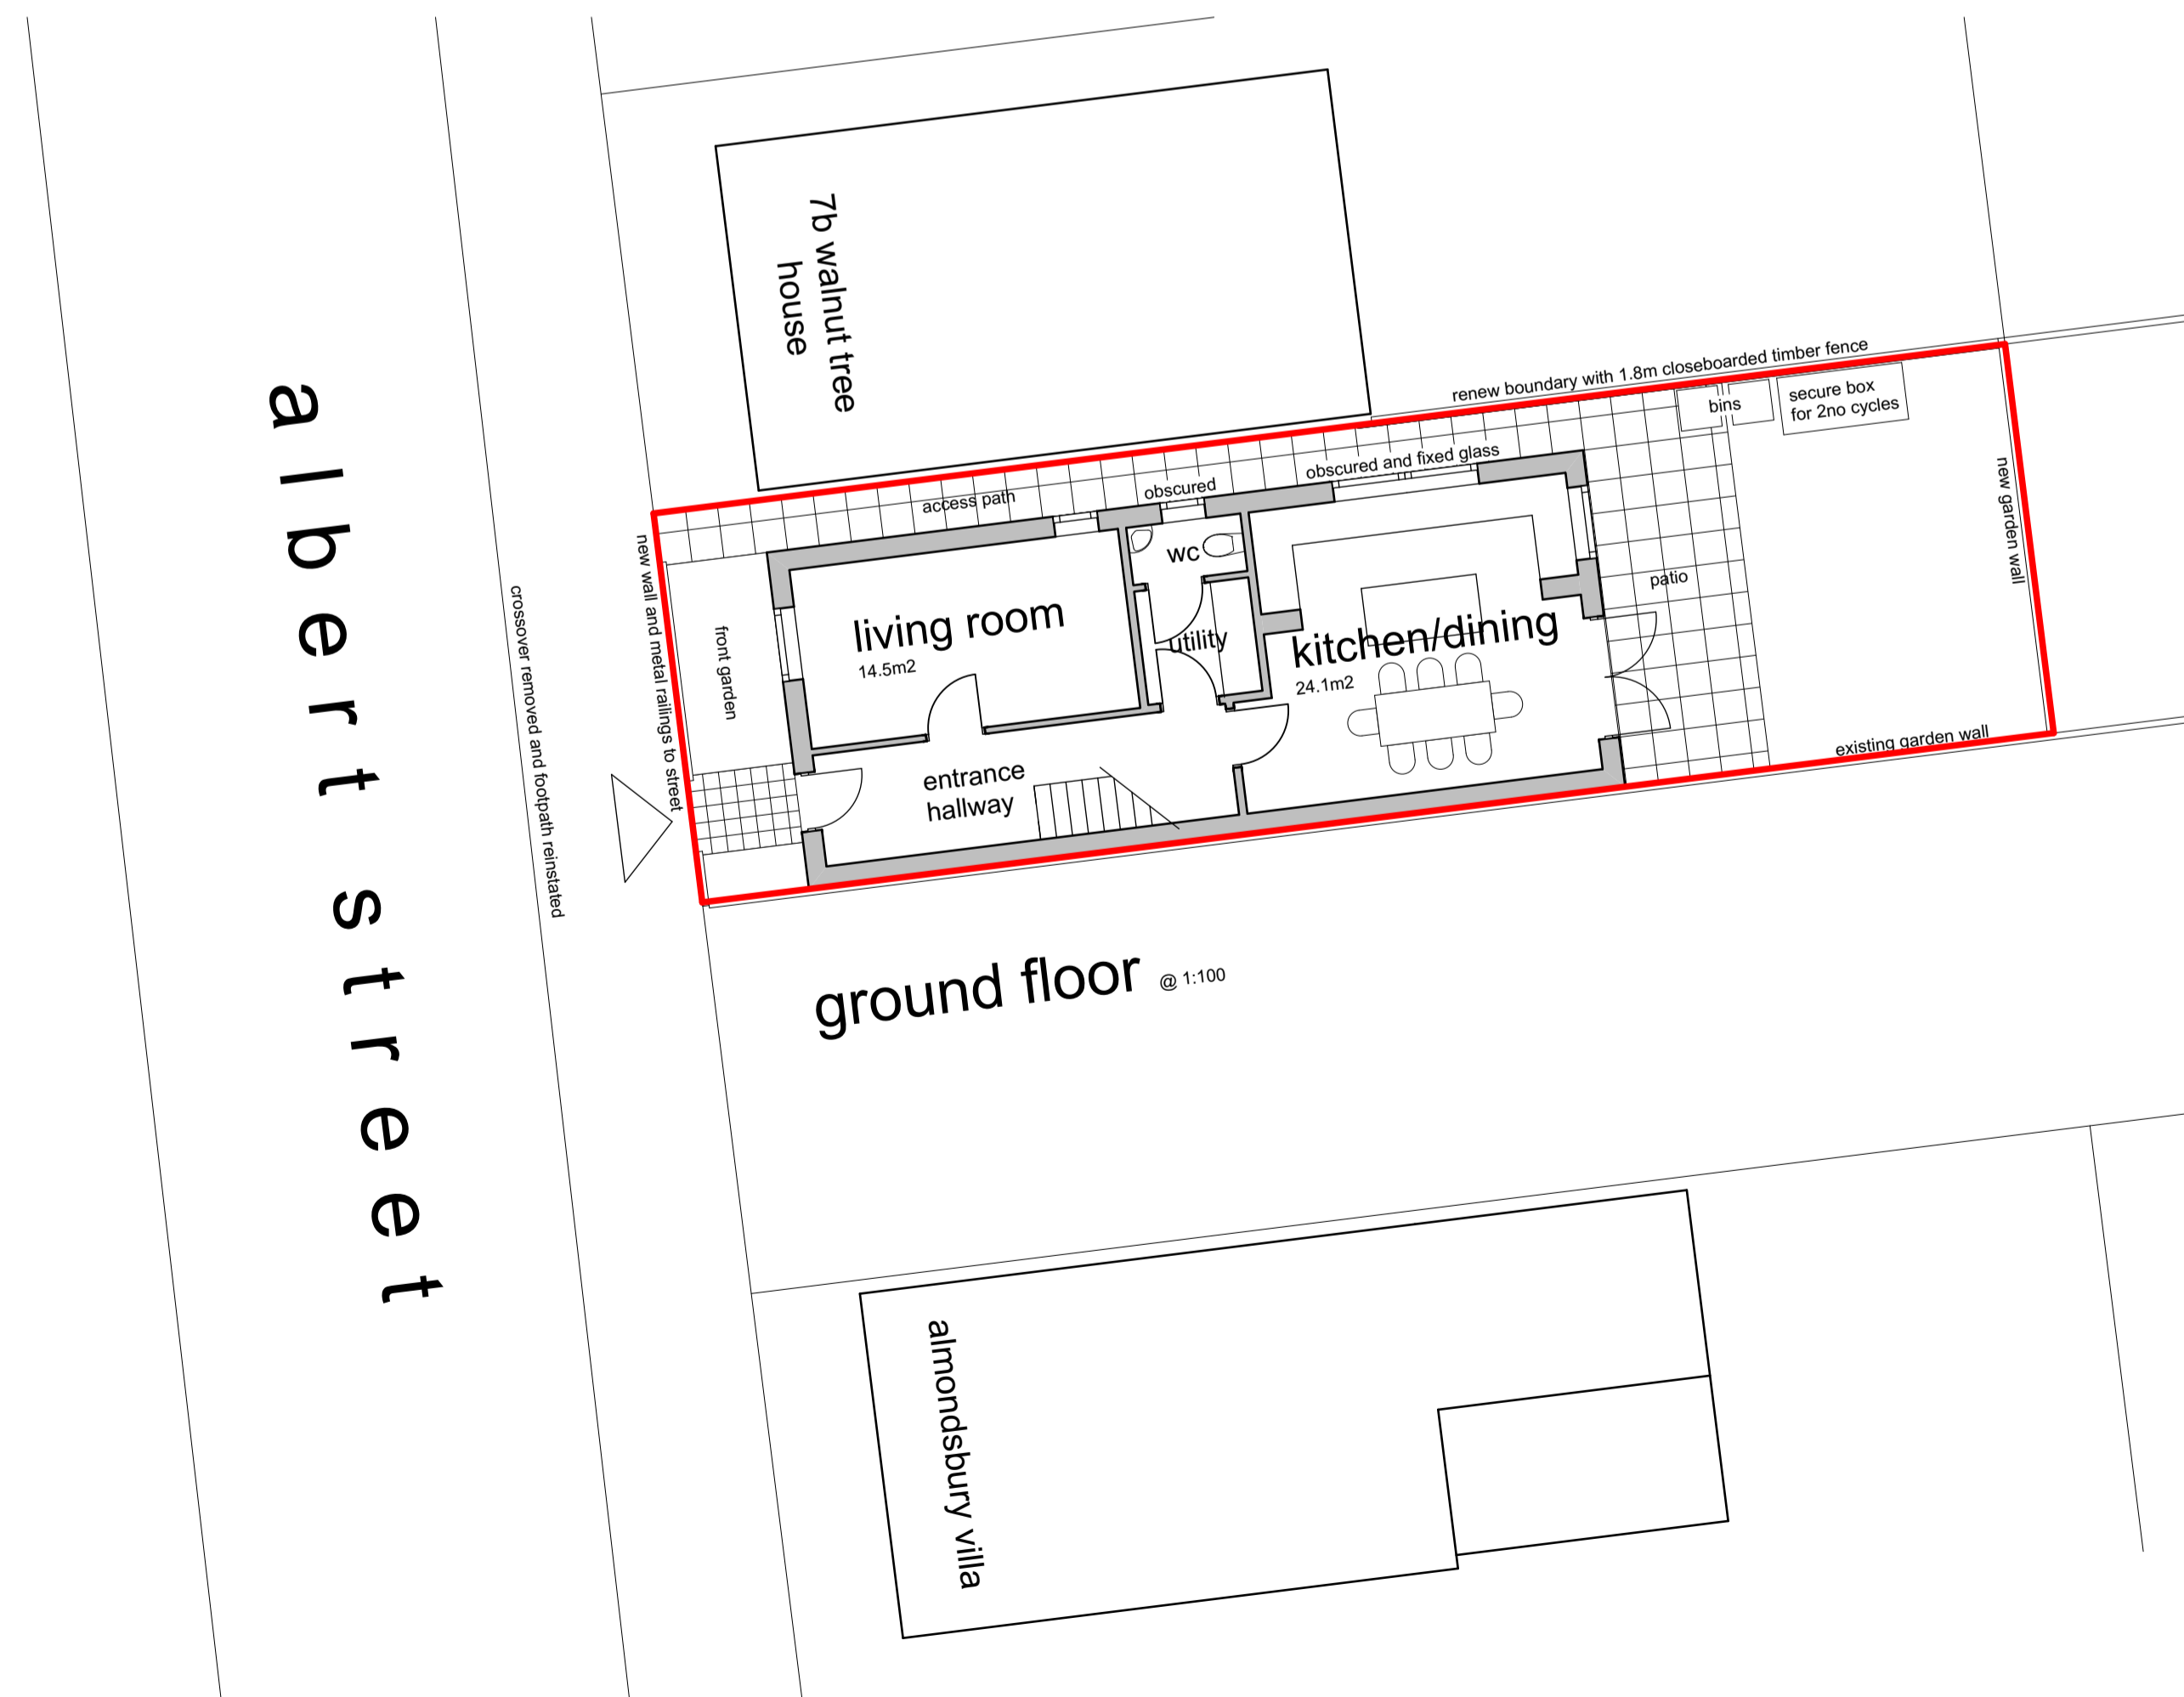 albert street
crossover removed and footpath reinstated
new wall and metal railings to street
7b walnut tree
house
renew boundary with 1.8m closeboarded timber fence
bins
secure box
for 2no cycles
new garden wall
existing garden wall
access path
obscured
obscured and fixed glass
front garden
living room
14.5m2
wc
utility
kitchen/dining
24.1m2
patio
entrance
hallway
ground floor @ 1:100
almondsbury villa